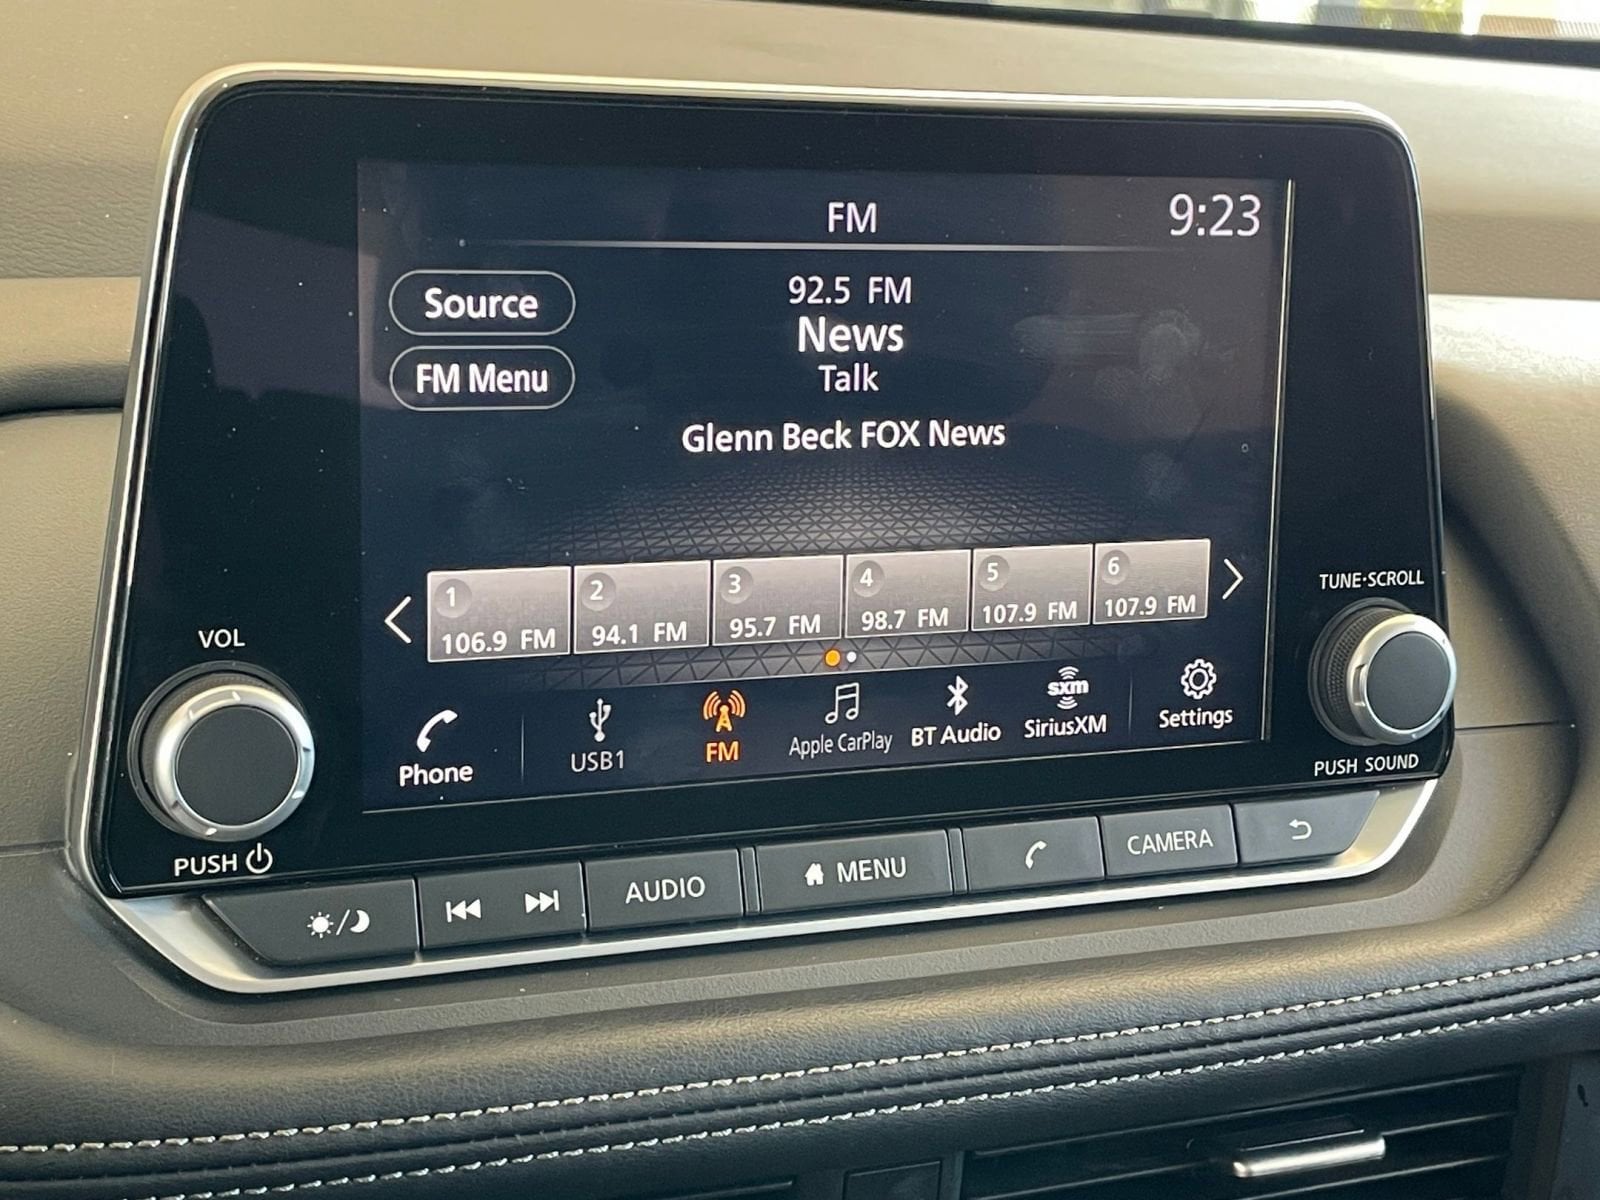 FM
9:23
Source
92.5 FM
News
FM Menu
Talk
Glenn Beck FOX News
1
106.9 FM
2
94.1 FM
3
95.7 FM
4
98.7 FM
5
107.9 FM
6
107.9 FM
Phone
USB1
FM
Apple CarPlay
BT Audio
sxm
SiriusXM
Settings
VOL
PUSH
TUNE·SCROLL
PUSH SOUND
AUDIO
MENU
CAMERA